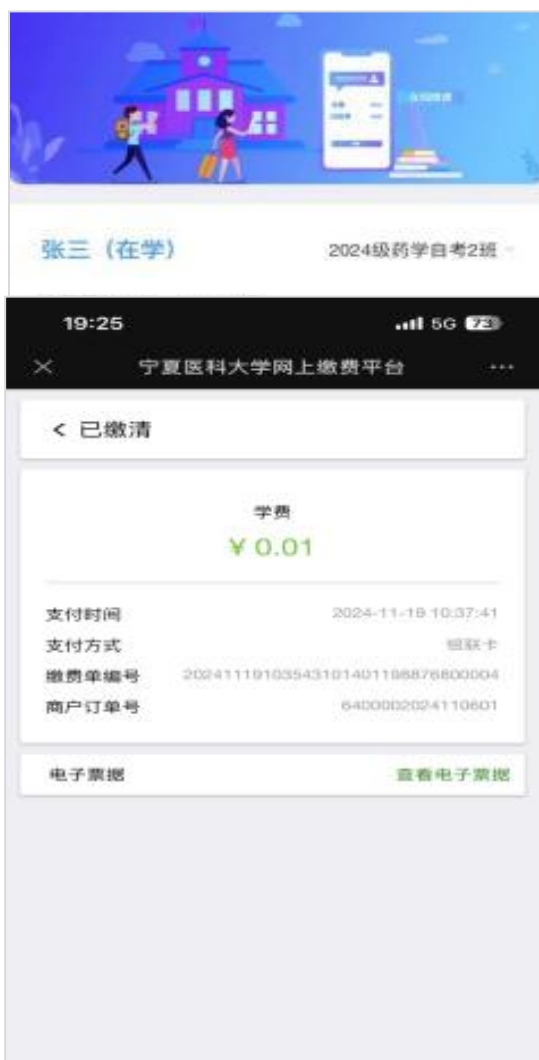 张三（在学）
2024级药学自考2班
19:25
5G 73
宁夏医科大学网上缴费平台
已缴清
学费
¥ 0.01
支付时间 2024-11-19 10:37:41
支付方式 银联卡
缴费单编号
商户订单号 6400002024110601
电子票据 查看电子票据